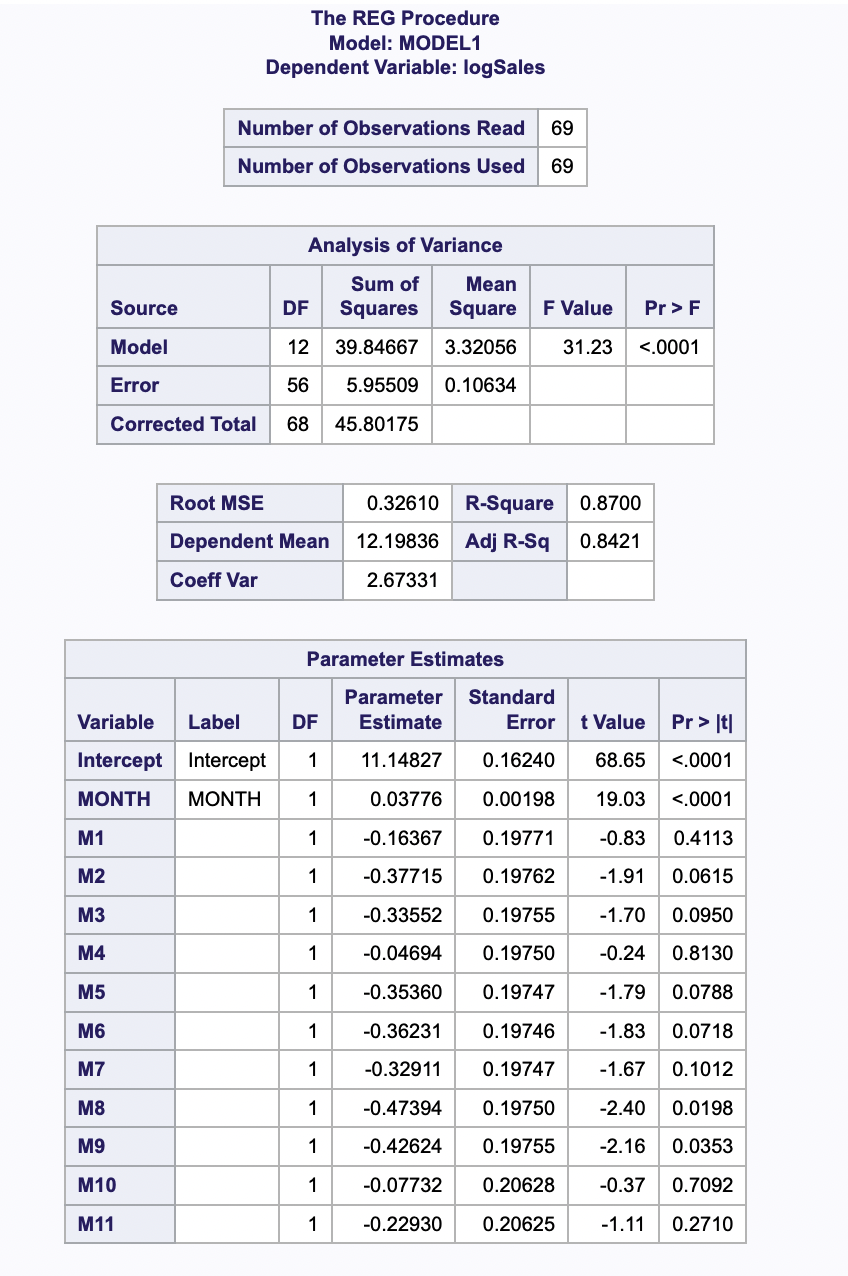 The REG Procedure
Model: MODEL1
Dependent Variable: logSales
Number of Observations Read 69
Number of Observations Used 69
Analysis of Variance
Source DF Sum of Squares Mean Square F Value Pr > F
Model 12 39.84667 3.32056 31.23 <.0001
Error 56 5.95509 0.10634
Corrected Total 68 45.80175
Root MSE 0.32610 R-Square 0.8700
Dependent Mean 12.19836 Adj R-Sq 0.8421
Coeff Var 2.67331
Parameter Estimates
Variable Label DF Parameter Estimate Standard Error t Value Pr > |t|
Intercept Intercept 1 11.14827 0.16240 68.65 <.0001
MONTH MONTH 1 0.03776 0.00198 19.03 <.0001
M1 1 -0.16367 0.19771 -0.83 0.4113
M2 1 -0.37715 0.19762 -1.91 0.0615
M3 1 -0.33552 0.19755 -1.70 0.0950
M4 1 -0.04694 0.19750 -0.24 0.8130
M5 1 -0.35360 0.19747 -1.79 0.0788
M6 1 -0.36231 0.19746 -1.83 0.0718
M7 1 -0.32911 0.19747 -1.67 0.1012
M8 1 -0.47394 0.19750 -2.40 0.0198
M9 1 -0.42624 0.19755 -2.16 0.0353
M10 1 -0.07732 0.20628 -0.37 0.7092
M11 1 -0.22930 0.20625 -1.11 0.2710